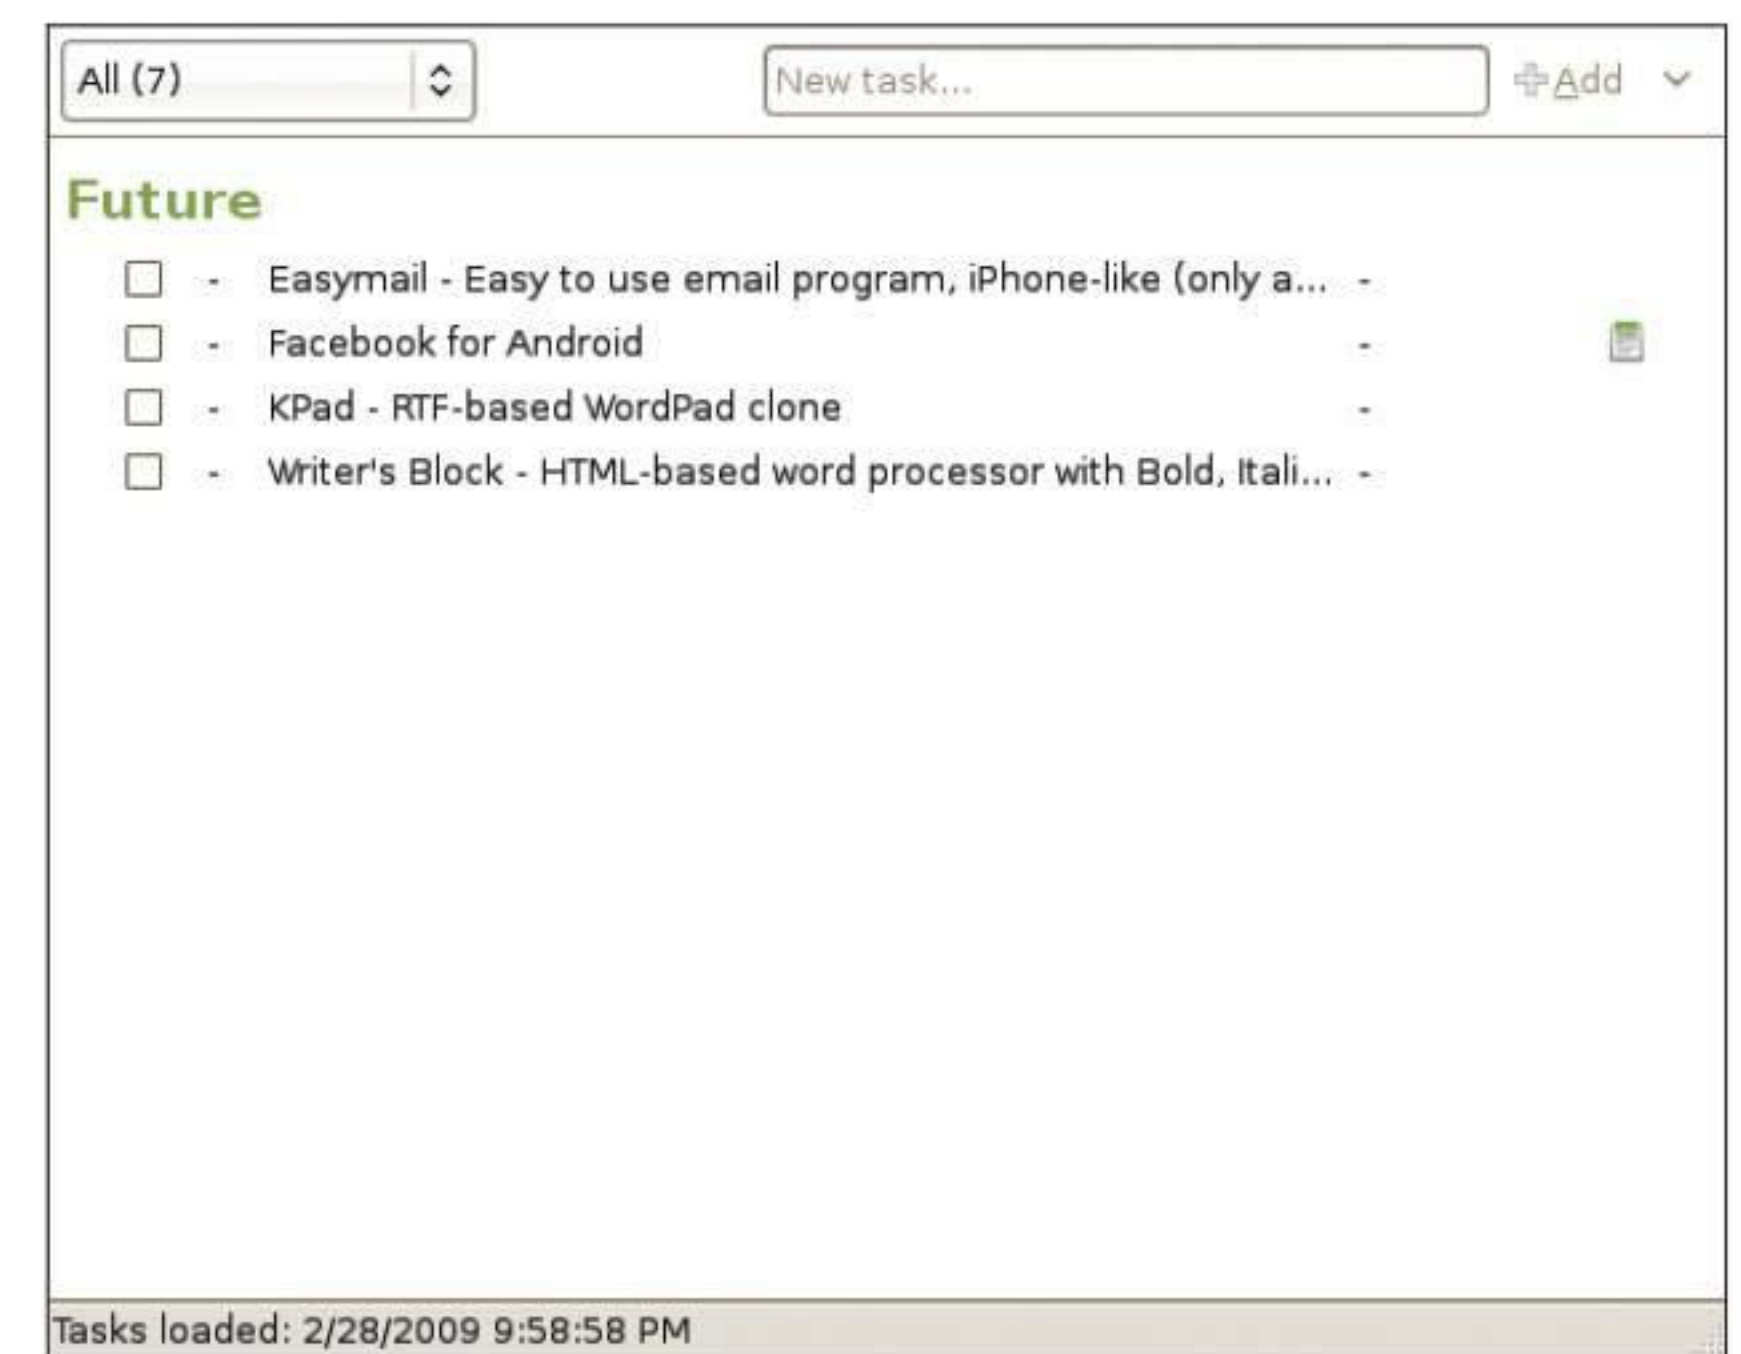 All (7) New task... Add
Future
- Easymail - Easy to use email program, iPhone-like (only a... -
- Facebook for Android -
- KPad - RTF-based WordPad clone -
- Writer's Block - HTML-based word processor with Bold, Itali... -
Tasks loaded: 2/28/2009 9:58:58 PM